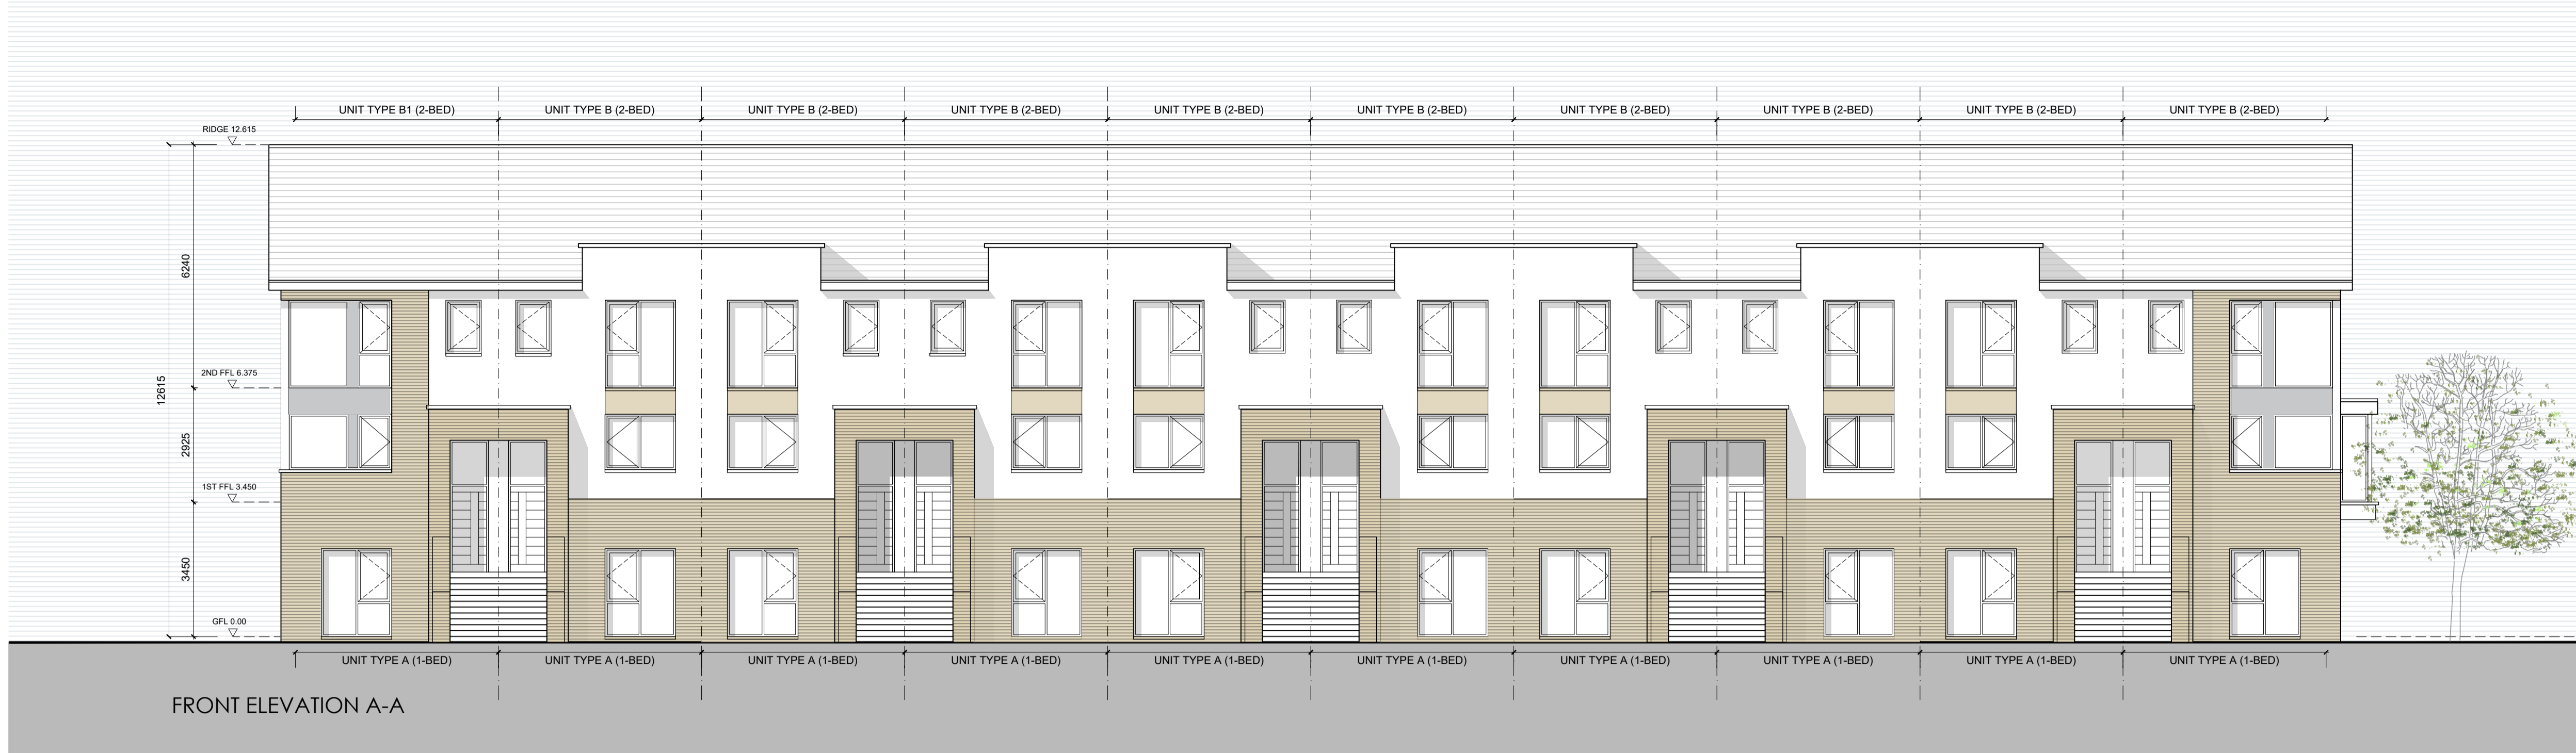 UNIT TYPE B1 (2-BED)
UNIT TYPE B (2-BED)
UNIT TYPE B (2-BED)
UNIT TYPE B (2-BED)
UNIT TYPE B (2-BED)
UNIT TYPE B (2-BED)
UNIT TYPE B (2-BED)
UNIT TYPE B (2-BED)
UNIT TYPE B (2-BED)
UNIT TYPE B (2-BED)
RIDGE 12.615
6240
2ND FFL 6.375
12615
2925
1ST FFL 3.450
3450
GFL 0.00
UNIT TYPE A (1-BED)
UNIT TYPE A (1-BED)
UNIT TYPE A (1-BED)
UNIT TYPE A (1-BED)
UNIT TYPE A (1-BED)
UNIT TYPE A (1-BED)
UNIT TYPE A (1-BED)
UNIT TYPE A (1-BED)
UNIT TYPE A (1-BED)
UNIT TYPE A (1-BED)
FRONT ELEVATION A-A